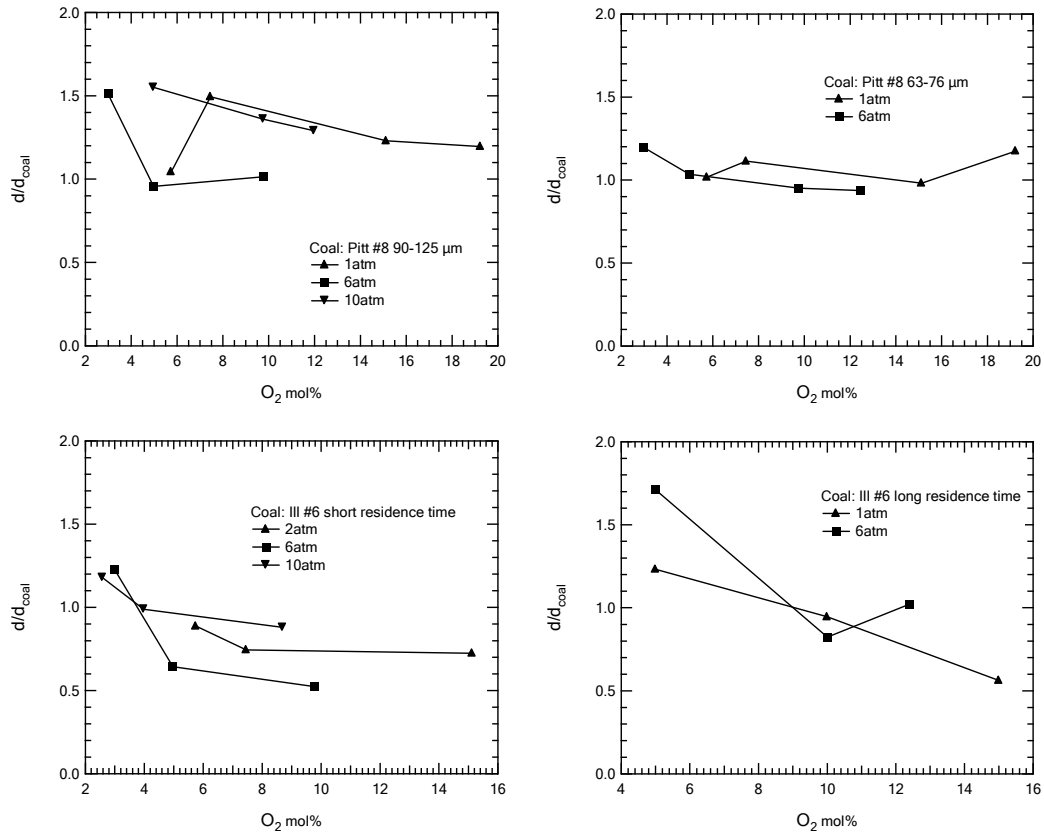 2.0
1.5
1.0
0.5
0.0
d/dcoal
Coal: Pitt #8 90-125 µm
1atm
6atm
10atm
2 4 6 8 10 12 14 16 18 20
O2 mol%
2.0
1.5
1.0
0.5
0.0
d/dcoal
Coal: Pitt #8 63-76 µm
1atm
6atm
2 4 6 8 10 12 14 16 18 20
O2 mol%
2.0
1.5
1.0
0.5
0.0
d/dcoal
Coal: Ill #6 short residence time
2atm
6atm
10atm
2 4 6 8 10 12 14 16
O2 mol%
2.0
1.5
1.0
0.5
0.0
d/dcoal
Coal: Ill #6 long residence time
1atm
6atm
4 6 8 10 12 14 16
O2 mol%